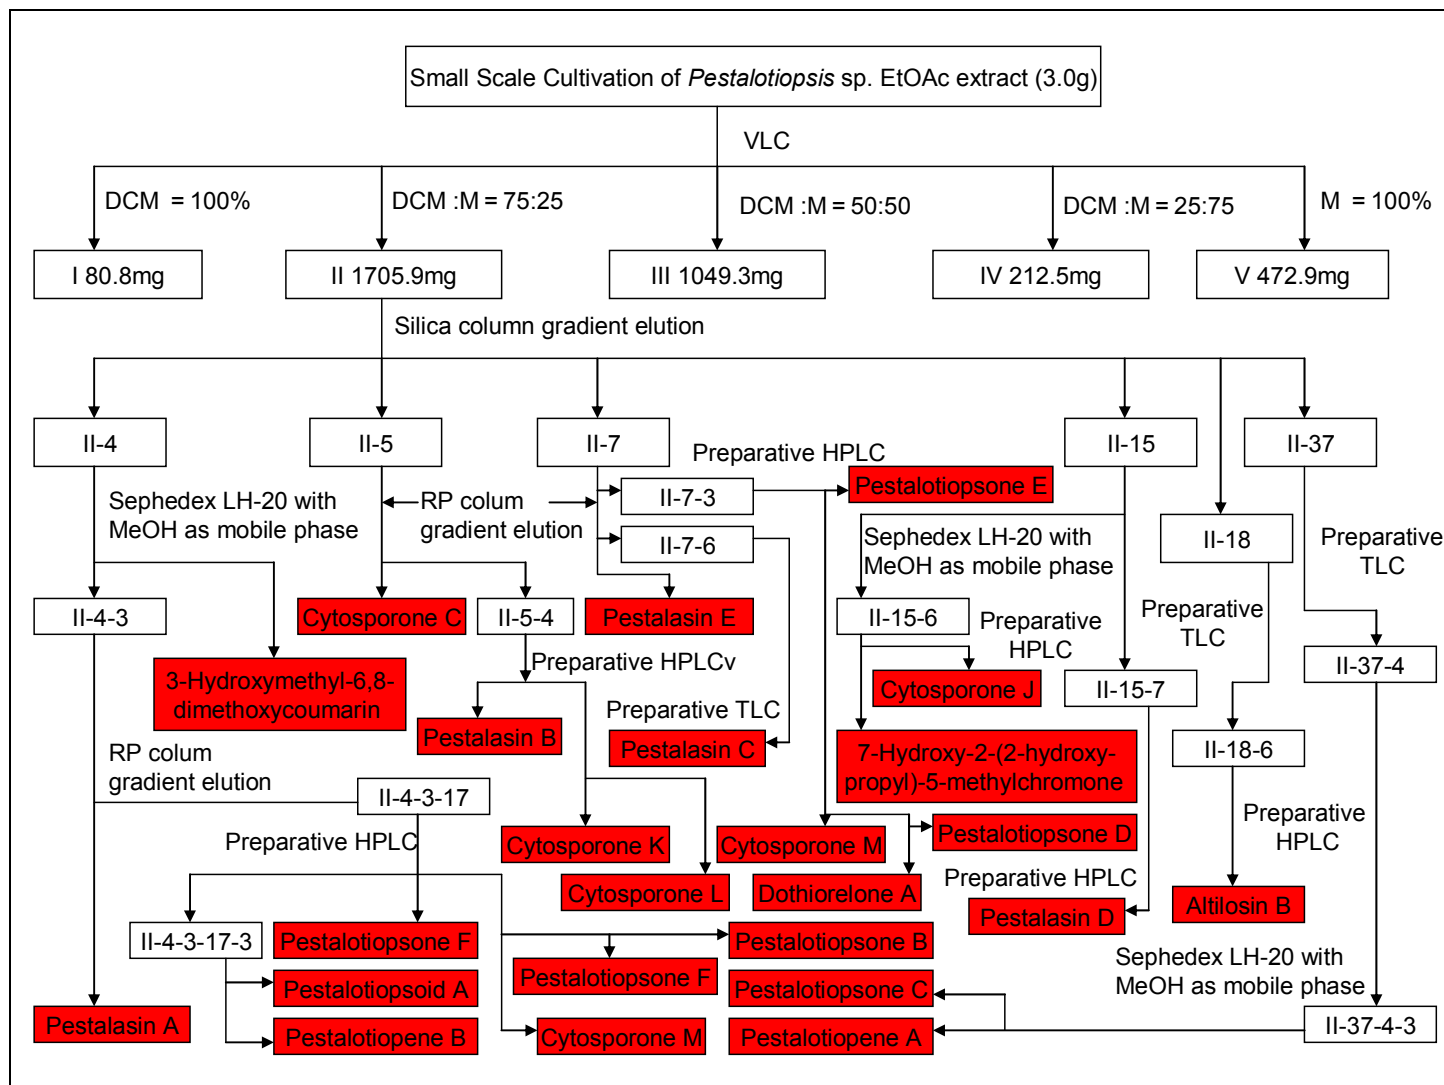 Small Scale Cultivation of Pestalotiopsis sp. EtOAc extract (3.0g)
VLC
DCM = 100%
DCM :M = 75:25
DCM :M = 50:50
DCM :M = 25:75
M = 100%
I 80.8mg
II 1705.9mg
III 1049.3mg
IV 212.5mg
V 472.9mg
Silica column gradient elution
II-4
II-5
II-7
II-15
II-37
Preparative HPLC
Sephedex LH-20 with
MeOH as mobile phase
RP colum
gradient elution
II-7-3
Pestalotiopsone E
II-7-6
Sephedex LH-20 with
MeOH as mobile phase
II-18
Preparative
TLC
II-4-3
Cytosporone C
II-5-4
Pestalasin E
II-15-6
Preparative
HPLC
Preparative
TLC
3-Hydroxymethyl-6,8-
dimethoxycoumarin
Preparative HPLCv
Cytosporone J
II-15-7
II-37-4
Pestalasin B
Preparative TLC
Pestalasin C
7-Hydroxy-2-(2-hydroxy-
propyl)-5-methylchromone
II-18-6
RP colum
gradient elution
II-4-3-17
Preparative HPLC
Cytosporone K
Cytosporone M
Pestalotiopsone D
Preparative
HPLC
Cytosporone L
Dothiorelone A
Preparative HPLC
Pestalasin D
Altilosin B
II-4-3-17-3
Pestalotiopsone F
Pestalotiopsone B
Pestalotiopsone F
Sephedex LH-20 with
MeOH as mobile phase
Pestalotiopsoid A
Pestalotiopsone C
Pestalasin A
Pestalotiopene B
Cytosporone M
Pestalotiopene A
II-37-4-3